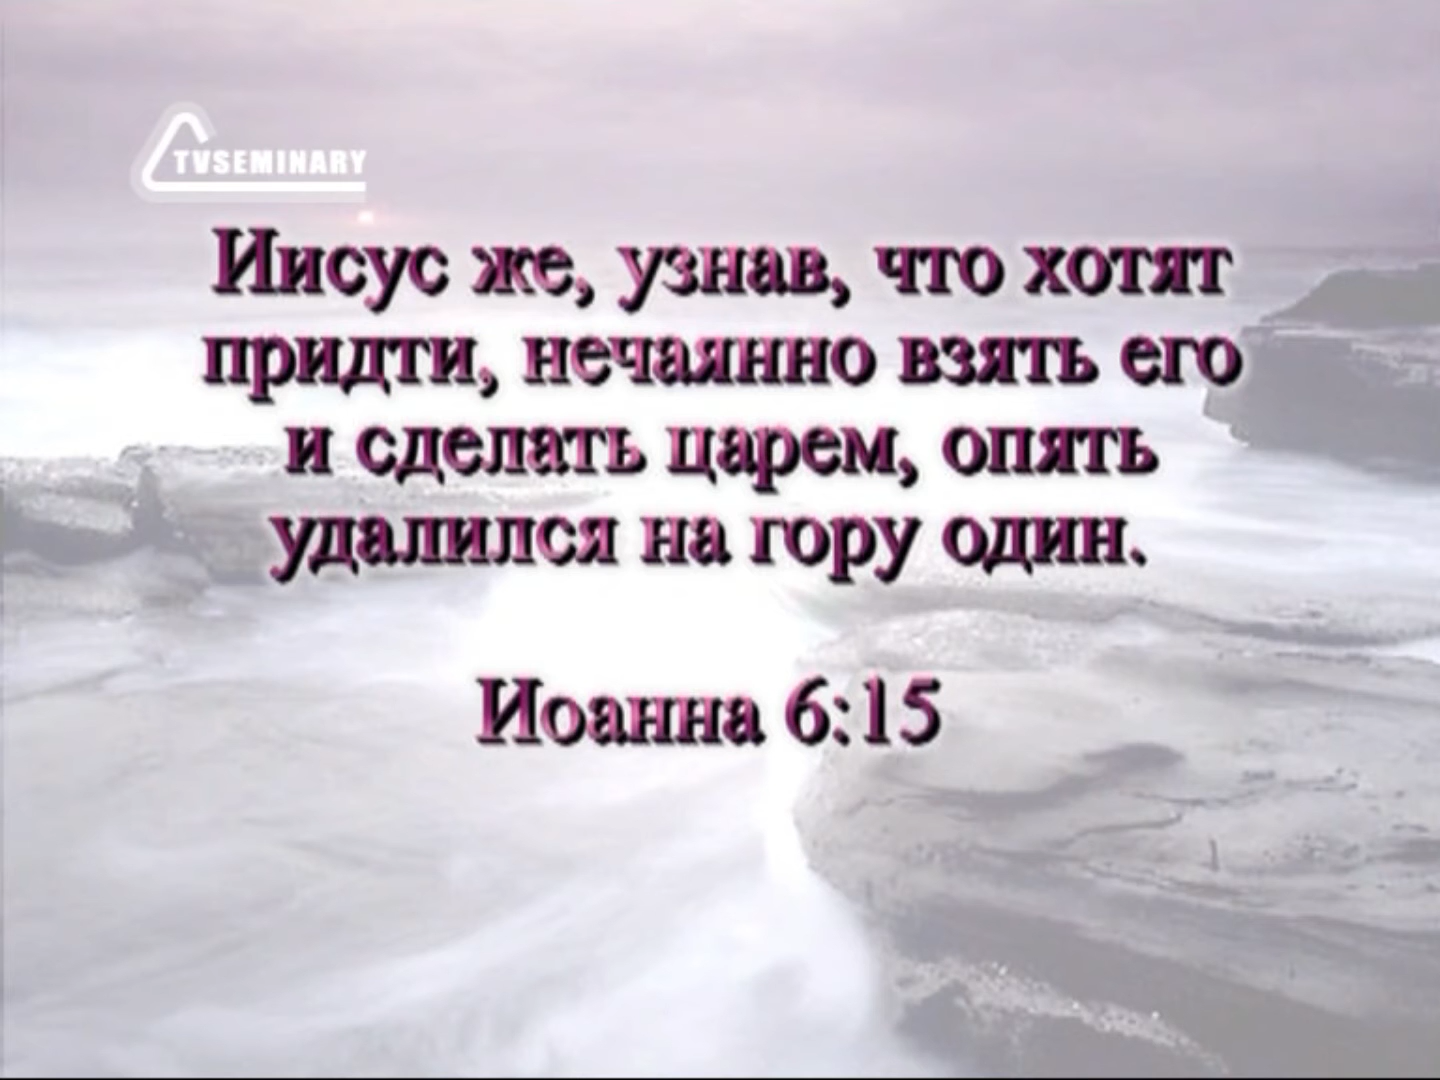 TVSEMINARY
Иисус же, узнав, что хотят
придти, нечаянно взять его
и сделать царем, опять
удалился на гору один.
Иоанна 6:15